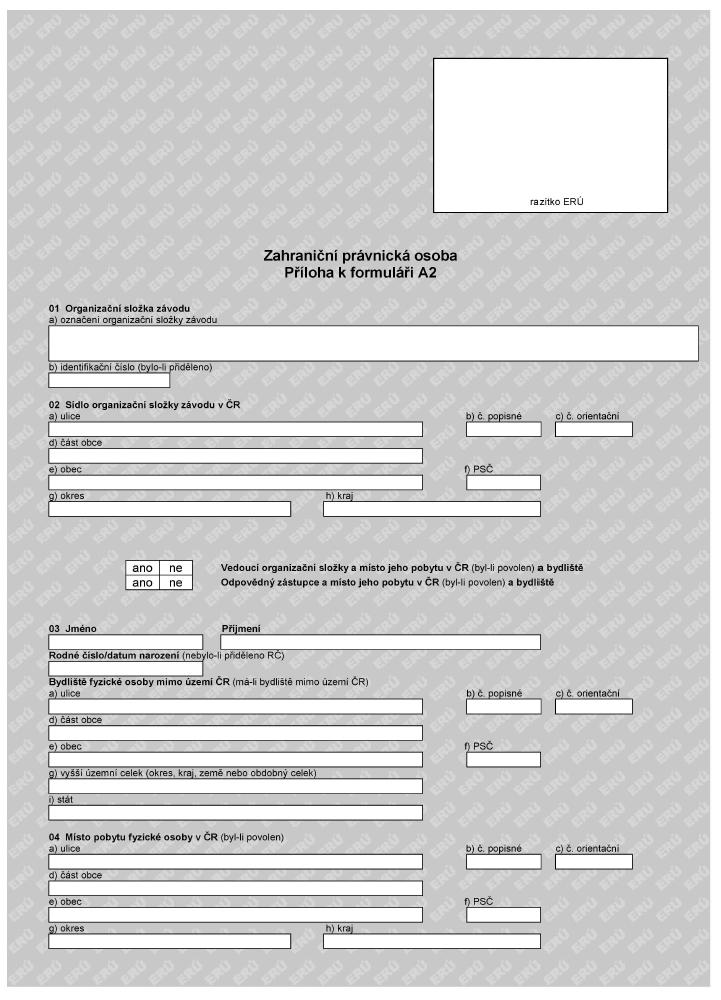 razítko ERÚ
Zahraniční právnická osoba
Příloha k formuláři A2
01 Organizační složka závodu
a) označení organizační složky závodu
b) identifikační číslo (bylo-li přiděleno)
02 Sídlo organizační složky závodu v ČR
a) ulice b) č. popisné c) č. orientační
d) část obce
e) obec f) PSČ
g) okres h) kraj
ano ne Vedoucí organizační složky a místo jeho pobytu v ČR (byl-li povolen) a bydliště
ano ne Odpovědný zástupce a místo jeho pobytu v ČR (byl-li povolen) a bydliště
03 Jméno Příjmení
Rodné číslo/datum narození (nebylo-li přiděleno RČ)
Bydliště fyzické osoby mimo území ČR (má-li bydliště mimo území ČR)
a) ulice b) č. popisné c) č. orientační
d) část obce
e) obec f) PSČ
g) vyšší územní celek (okres, kraj, země nebo obdobný celek)
i) stát
04 Místo pobytu fyzické osoby v ČR (byl-li povolen)
a) ulice b) č. popisné c) č. orientační
d) část obce
e) obec f) PSČ
g) okres h) kraj